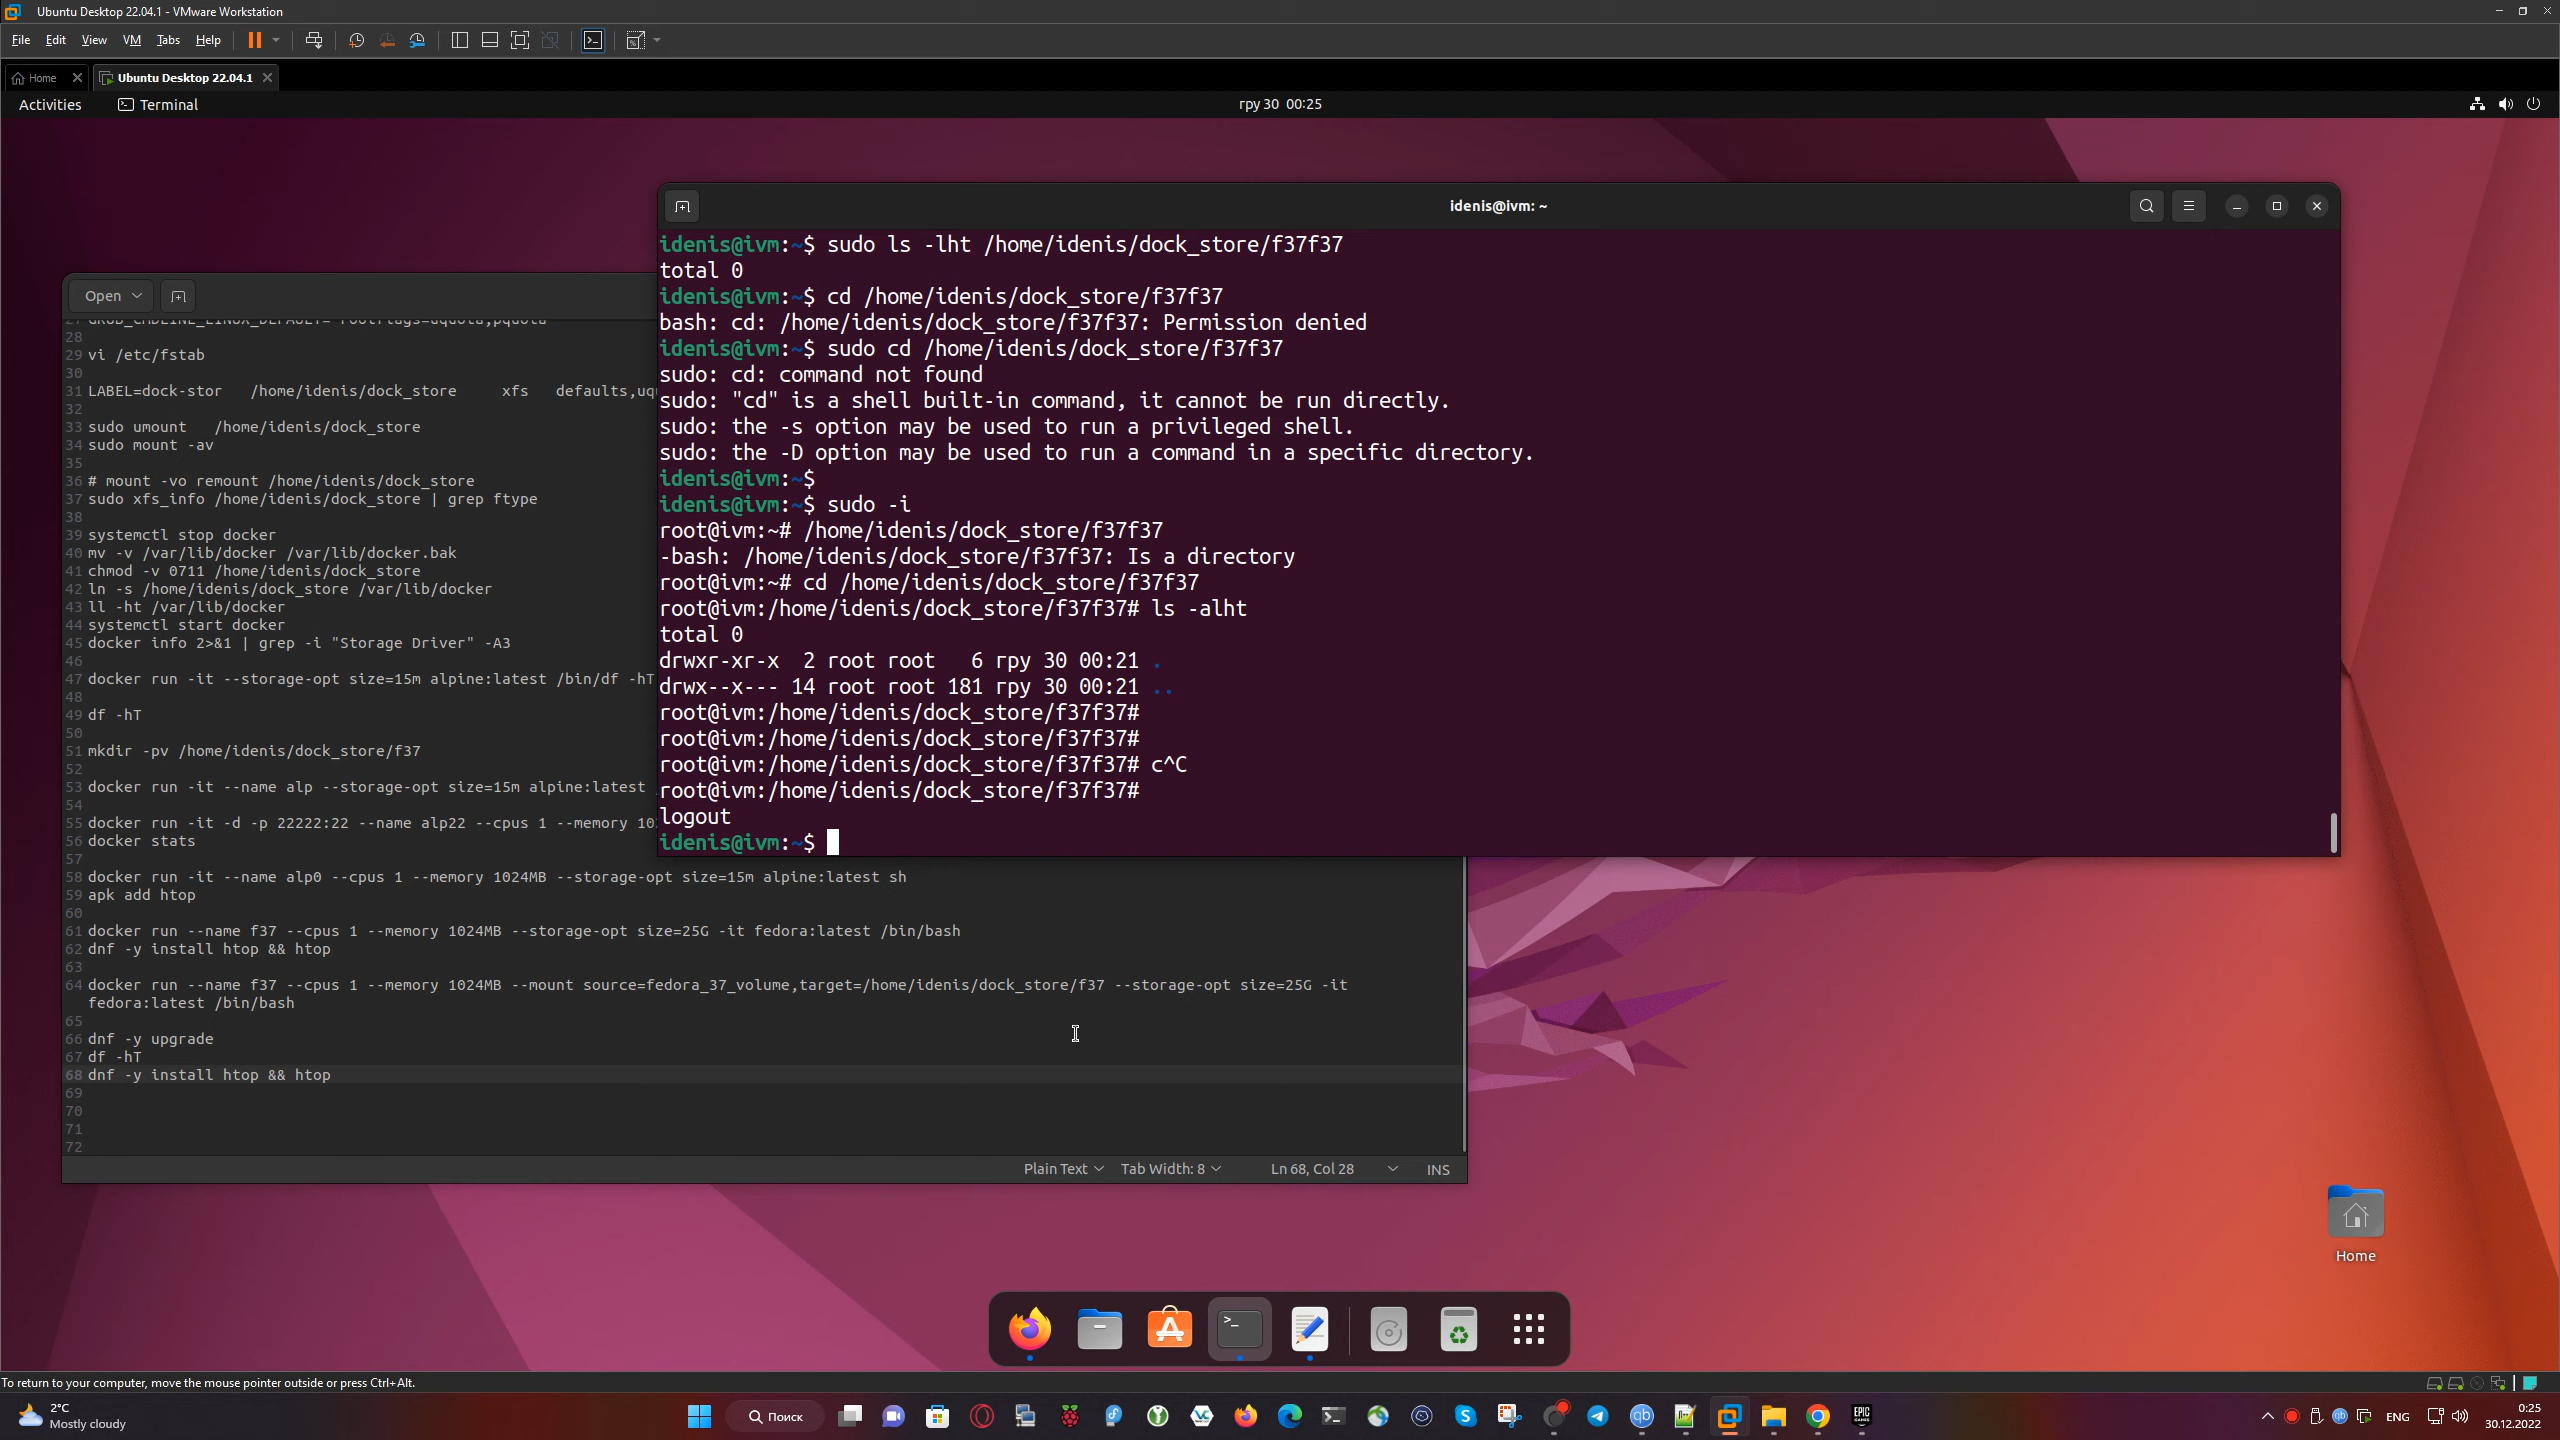 Ubuntu Desktop 22.04.1 - VMware Workstation
File Edit View VM Tabs Help
Home
Ubuntu Desktop 22.04.1
Activities
Terminal
гру 30 00:25
idenis@ivm: ~
idenis@ivm:~$ sudo ls -lht /home/idenis/dock_store/f37f37
total 0
idenis@ivm:~$ cd /home/idenis/dock_store/f37f37
bash: cd: /home/idenis/dock_store/f37f37: Permission denied
idenis@ivm:~$ sudo cd /home/idenis/dock_store/f37f37
sudo: cd: command not found
sudo: "cd" is a shell built-in command, it cannot be run directly.
sudo: the -s option may be used to run a privileged shell.
sudo: the -D option may be used to run a command in a specific directory.
idenis@ivm:~$
idenis@ivm:~$ sudo -i
root@ivm:~# /home/idenis/dock_store/f37f37
-bash: /home/idenis/dock_store/f37f37: Is a directory
root@ivm:~# cd /home/idenis/dock_store/f37f37
root@ivm:/home/idenis/dock_store/f37f37# ls -alht
total 0
drwxr-xr-x  2 root root   6 гру 30 00:21 .
drwx--x--- 14 root root 181 гру 30 00:21 ..
root@ivm:/home/idenis/dock_store/f37f37#
root@ivm:/home/idenis/dock_store/f37f37#
root@ivm:/home/idenis/dock_store/f37f37# c^C
root@ivm:/home/idenis/dock_store/f37f37#
logout
idenis@ivm:~$
Open
28
29 vi /etc/fstab
30
31 LABEL=dock-stor   /home/idenis/dock_store     xfs   defaults,uq
32
33 sudo umount   /home/idenis/dock_store
34 sudo mount -av
35
36 # mount -vo remount /home/idenis/dock_store
37 sudo xfs_info /home/idenis/dock_store | grep ftype
38
39 systemctl stop docker
40 mv -v /var/lib/docker /var/lib/docker.bak
41 chmod -v 0711 /home/idenis/dock_store
42 ln -s /home/idenis/dock_store /var/lib/docker
43 ll -ht /var/lib/docker
44 systemctl start docker
45 docker info 2>&1 | grep -i "Storage Driver" -A3
46
47 docker run -it --storage-opt size=15m alpine:latest /bin/df -hT
48
49 df -hT
50
51 mkdir -pv /home/idenis/dock_store/f37
52
53 docker run -it --name alp --storage-opt size=15m alpine:latest
54
55 docker run -it -d -p 22222:22 --name alp22 --cpus 1 --memory 10
56 docker stats
57
58 docker run -it --name alp0 --cpus 1 --memory 1024MB --storage-opt size=15m alpine:latest sh
59 apk add htop
60
61 docker run --name f37 --cpus 1 --memory 1024MB --storage-opt size=25G -it fedora:latest /bin/bash
62 dnf -y install htop && htop
63
64 docker run --name f37 --cpus 1 --memory 1024MB --mount source=fedora_37_volume,target=/home/idenis/dock_store/f37 --storage-opt size=25G -it
fedora:latest /bin/bash
65
66 dnf -y upgrade
67 df -hT
68 dnf -y install htop && htop
69
70
71
72
Plain Text Tab Width: 8 Ln 68, Col 28 INS
Home
To return to your computer, move the mouse pointer outside or press Ctrl+Alt.
2°C
Mostly cloudy
Поиск
EPIC GAMES
ENG
0:25
30.12.2022